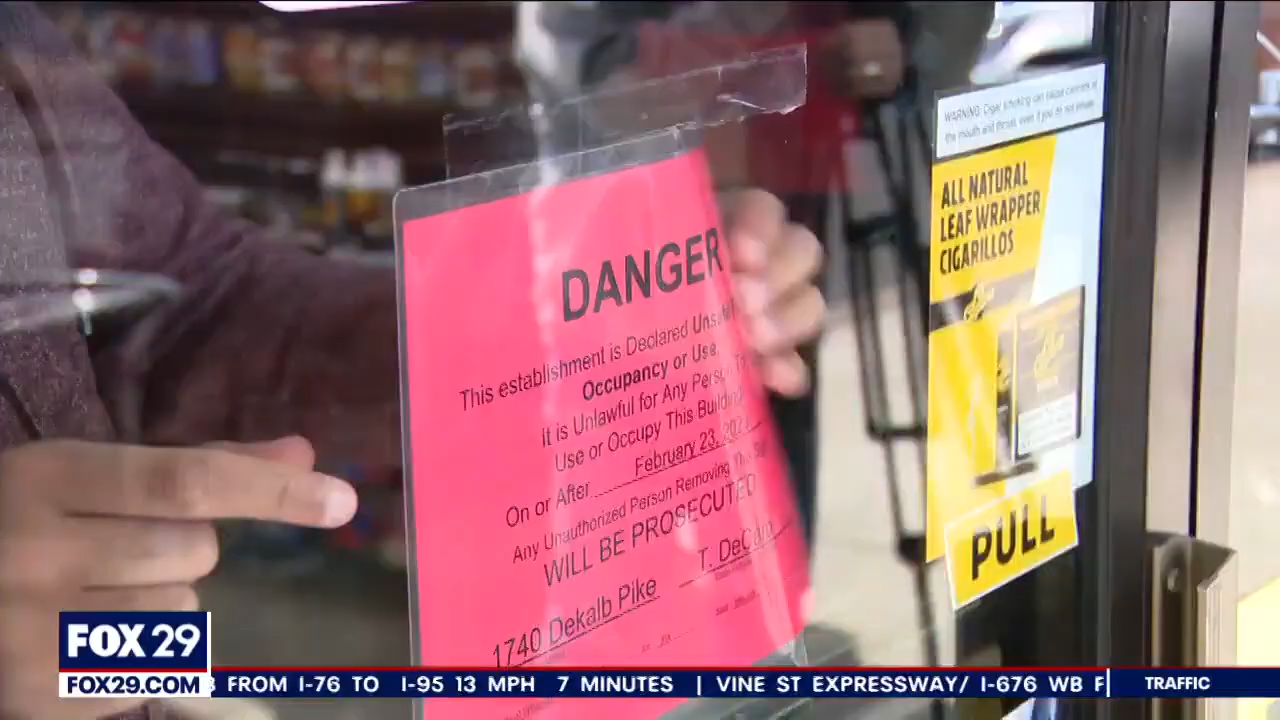 WARNING: Cigar smoking can cause cancers of
the mouth and throat, even if you do not inhale.
ALL NATURAL
LEAF WRAPPER
CIGARILLOS
PULL
DANGER
This establishment is Declared
Occupancy or Use.
It is Unlawful for Any Person To
Use or Occupy This Building
On or After February 23,
Any Unauthorized Person Removing This
WILL BE PROSECUTED
1740 Dekalb Pike T.
FOX 29
FOX29.COM
FROM I-76 TO I-95 13 MPH 7 MINUTES | VINE ST EXPRESSWAY/ I-676 WB
TRAFFIC